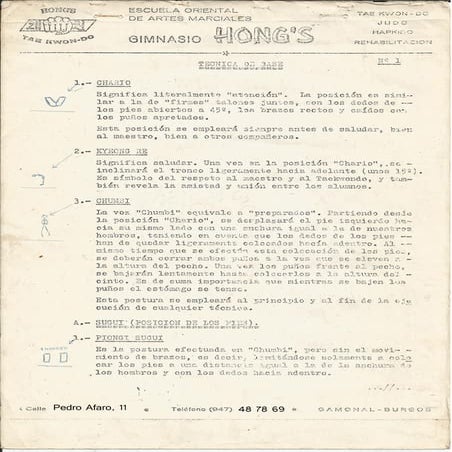 HONG'S
TAE KWON-DO
ESCUELA ORIENTAL
DE ARTES MARCIALES
GIMNASIO HONG'S
TAE KWON-DO
JUDO
HAPKIDO
REHABILITACION
TECNICA DE BASE
Nº 1
1.- CHARIO
Significa literalmente "atención". La posición es simi-
lar a la de "firmes" talones juntos, con los dedos de --
los pies abiertos a 45º, los brazos rectos y caídos con
los puños apretados.
Esta posición se empleará siempre antes de saludar, bien
al maestro, bien a otros compañeros.
2.- KYEONG RE
Significa saludar. Una vez en la posición "Chario", se -
inclinará el tronco ligeramente hacia adelante (unos 15º).
Es símbolo del respeto al maestro y al Taekwondo, y tam-
bién revela la amistad y unión entre los alumnos.
3.- CHUMBI
La voz "Chumbi" equivale a "preparados". Partiendo desde
la posición "Chario", se desplazará el pie izquierdo ha-
cia su mismo lado con una anchura igual a la de nuestros
hombros, teniendo en cuenta que los dedos de los pies --
han de quedar ligeramente colocados hacia adentro. Al --
mismo tiempo que se efectúa esta colocación de los pies,
se deberán cerrar ambos puños a la vez que se elevan a -
la altura del pecho. Una vez los puños frente al pecho,
se bajarán lentamente hasta colocarlos a la altura del -
cinto. Es de suma importancia que mientras se bajen los
puños el estómago se tense.
Esta postura se empleará al principio y al fin de la eje
cución de cualquier técnica.
A.- SUGUI (POSICION DE LOS PIES).
1.- PIONGI SUGUI
Es la postura efectuada en "Chumbi", pero sin el movi-
miento de brazos, es decir, limitándose solamente a colo
car los pies a una distancia igual a la de la anchura de
los hombros y con los dedos hacia adentro.
...//...
Calle Pedro Afaro, 11 Teléfono (947) 48 78 69 GAMONAL-BURGOS